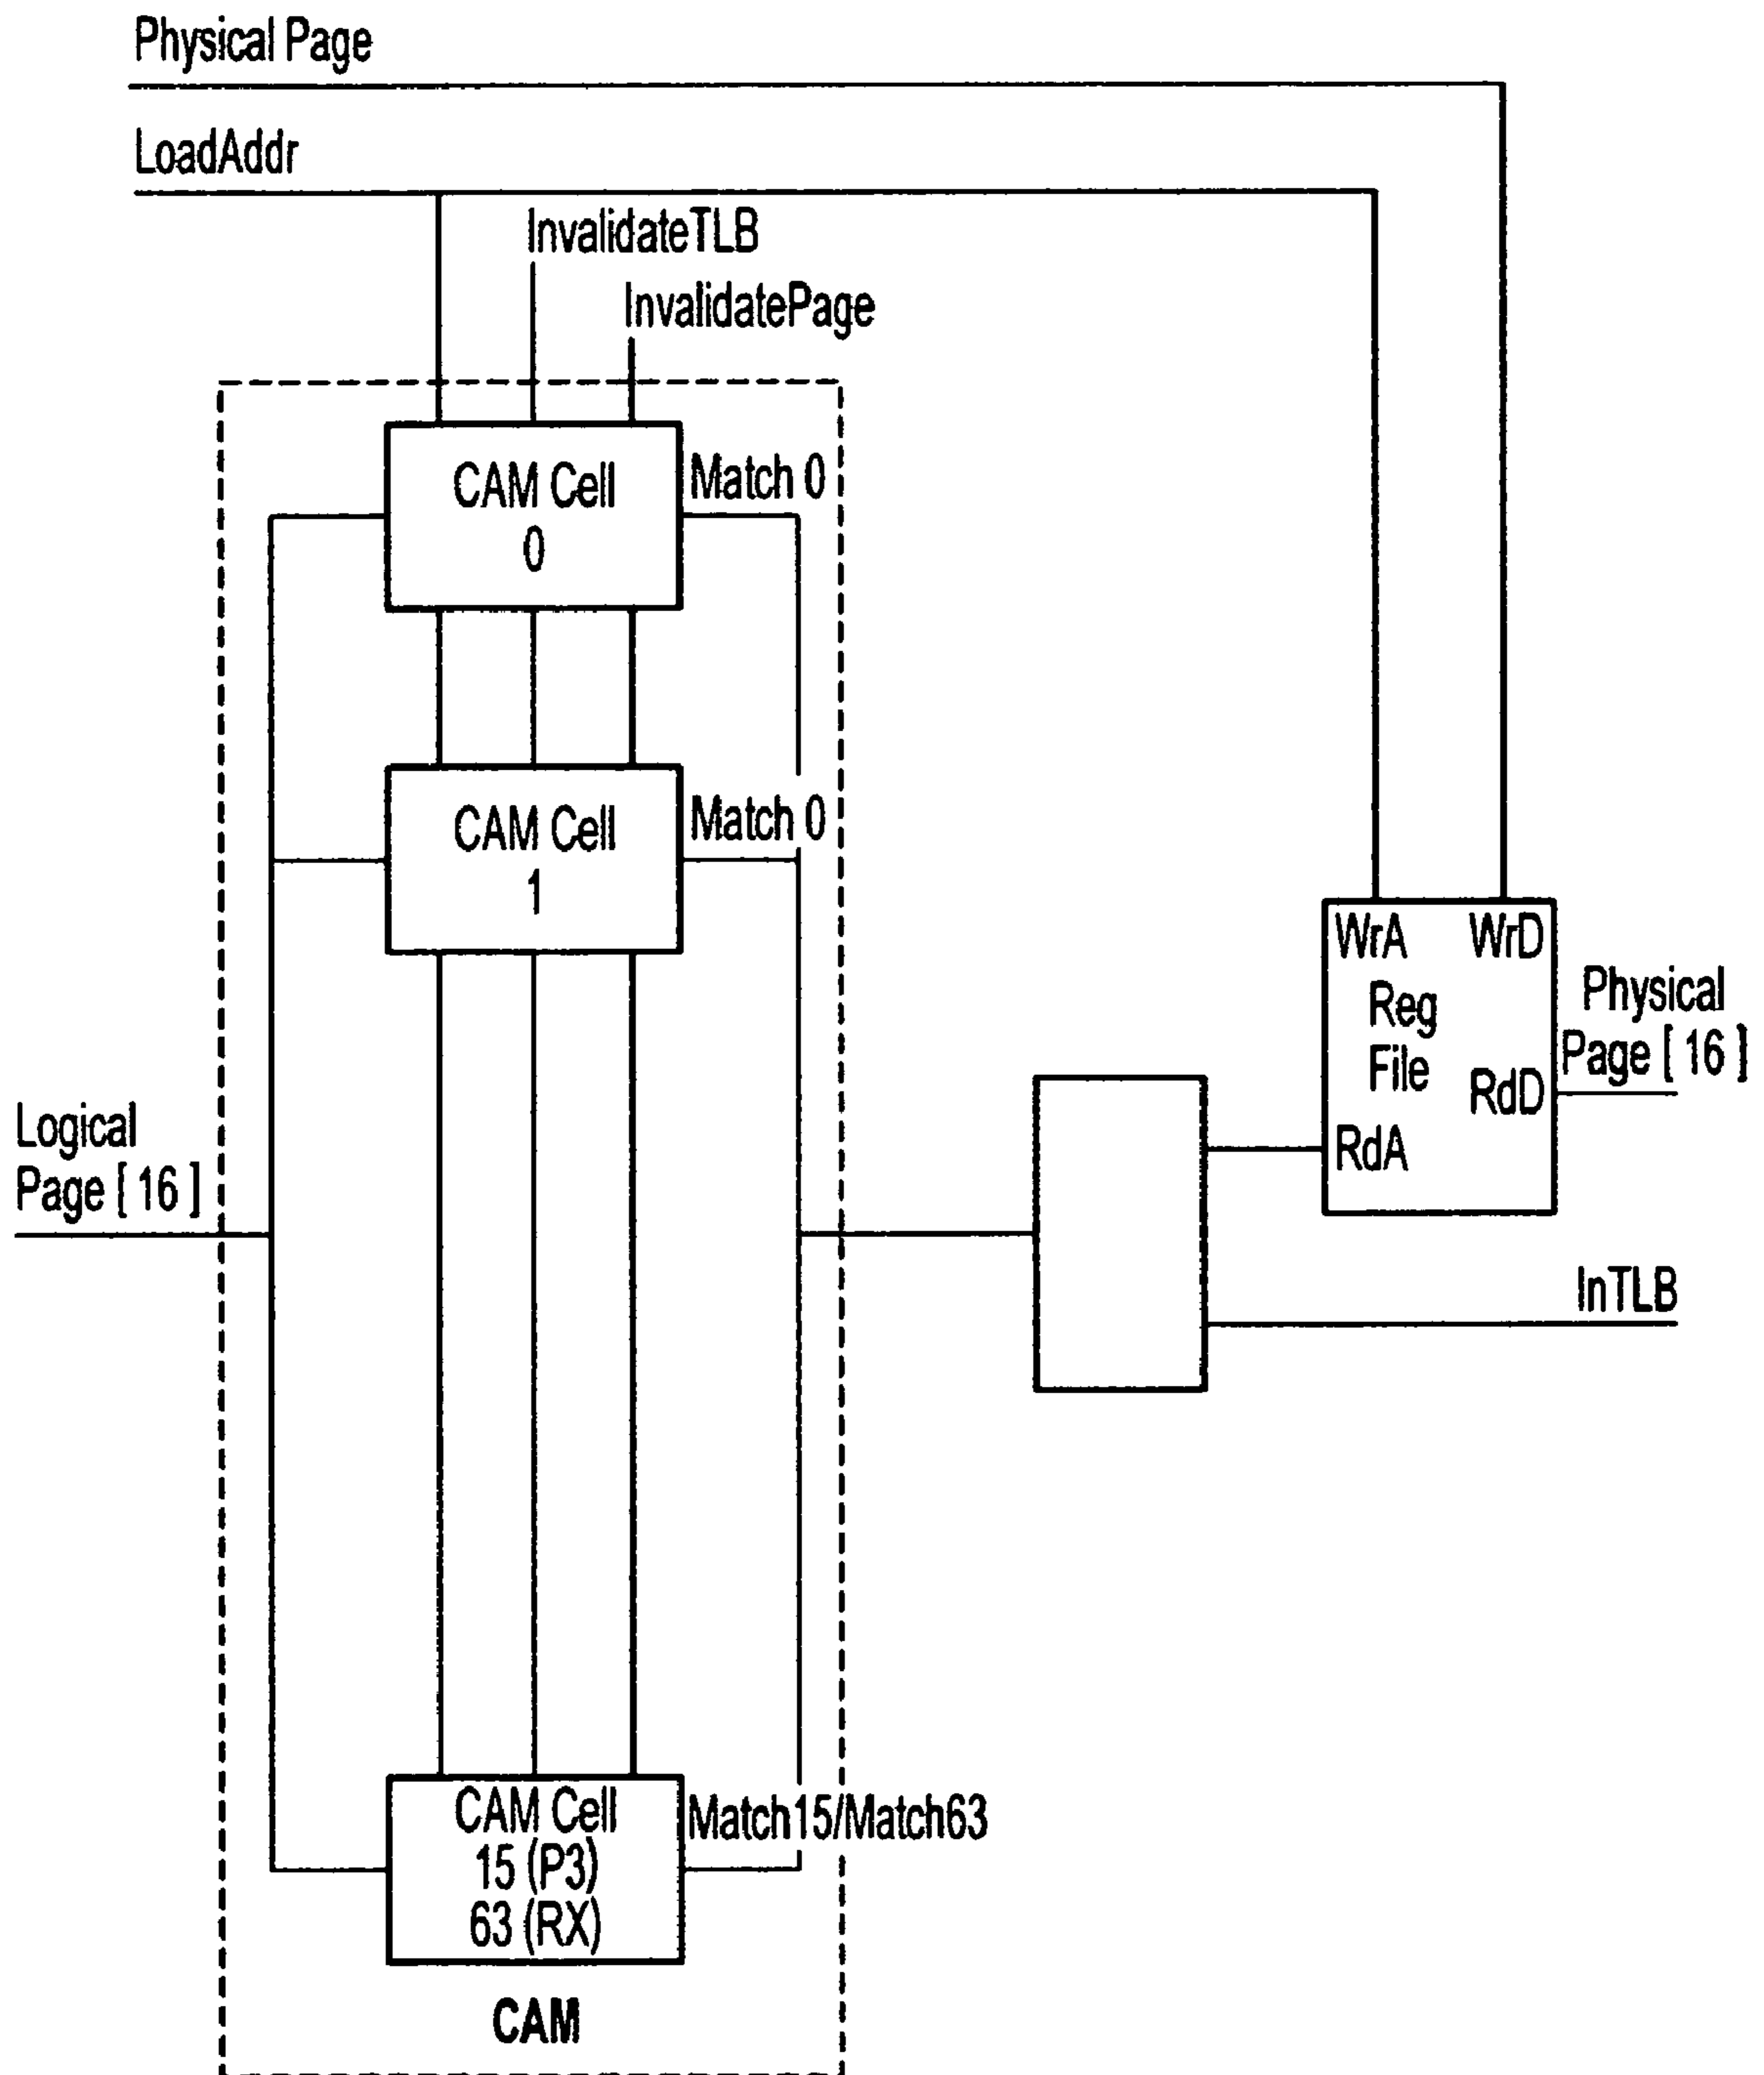 Physical Page
LoadAddr
InvalidateTLB
InvalidatePage
CAM Cell
0
Match 0
CAM Cell
1
Match 0
WrA WrD
Reg
File
RdD
RdA
Physical
Page [ 16 ]
Logical
Page [ 16 ]
InTLB
CAM Cell
15 (P3)
63 (RX)
Match15/Match63
CAM